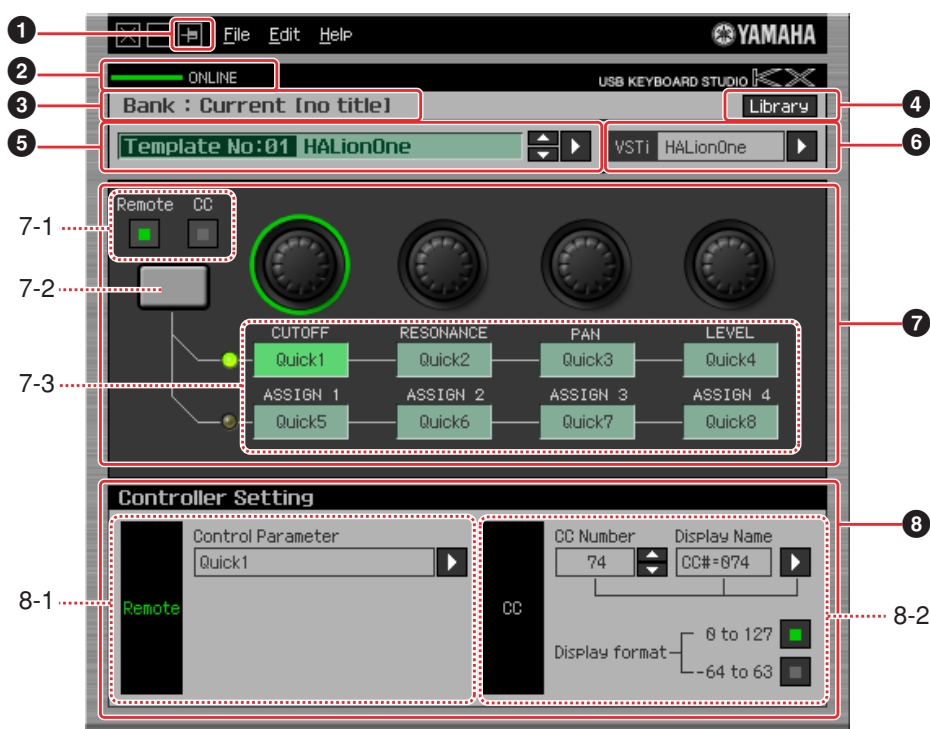 1 File Edit Help YAMAHA
2 ONLINE USB KEYBOARD STUDIO KX
3 Bank : Current [no title] Library 4
5 Template No:01 HALionOne VSTi HALionOne 6
7-1 Remote CC
7-2
7
CUTOFF RESONANCE PAN LEVEL
Quick1 Quick2 Quick3 Quick4
7-3
ASSIGN 1 ASSIGN 2 ASSIGN 3 ASSIGN 4
Quick5 Quick6 Quick7 Quick8
Controller Setting
8
Control Parameter CC Number Display Name
Quick1 74 CC#=074
8-1 Remote CC 8-2
Display format 0 to 127
-64 to 63